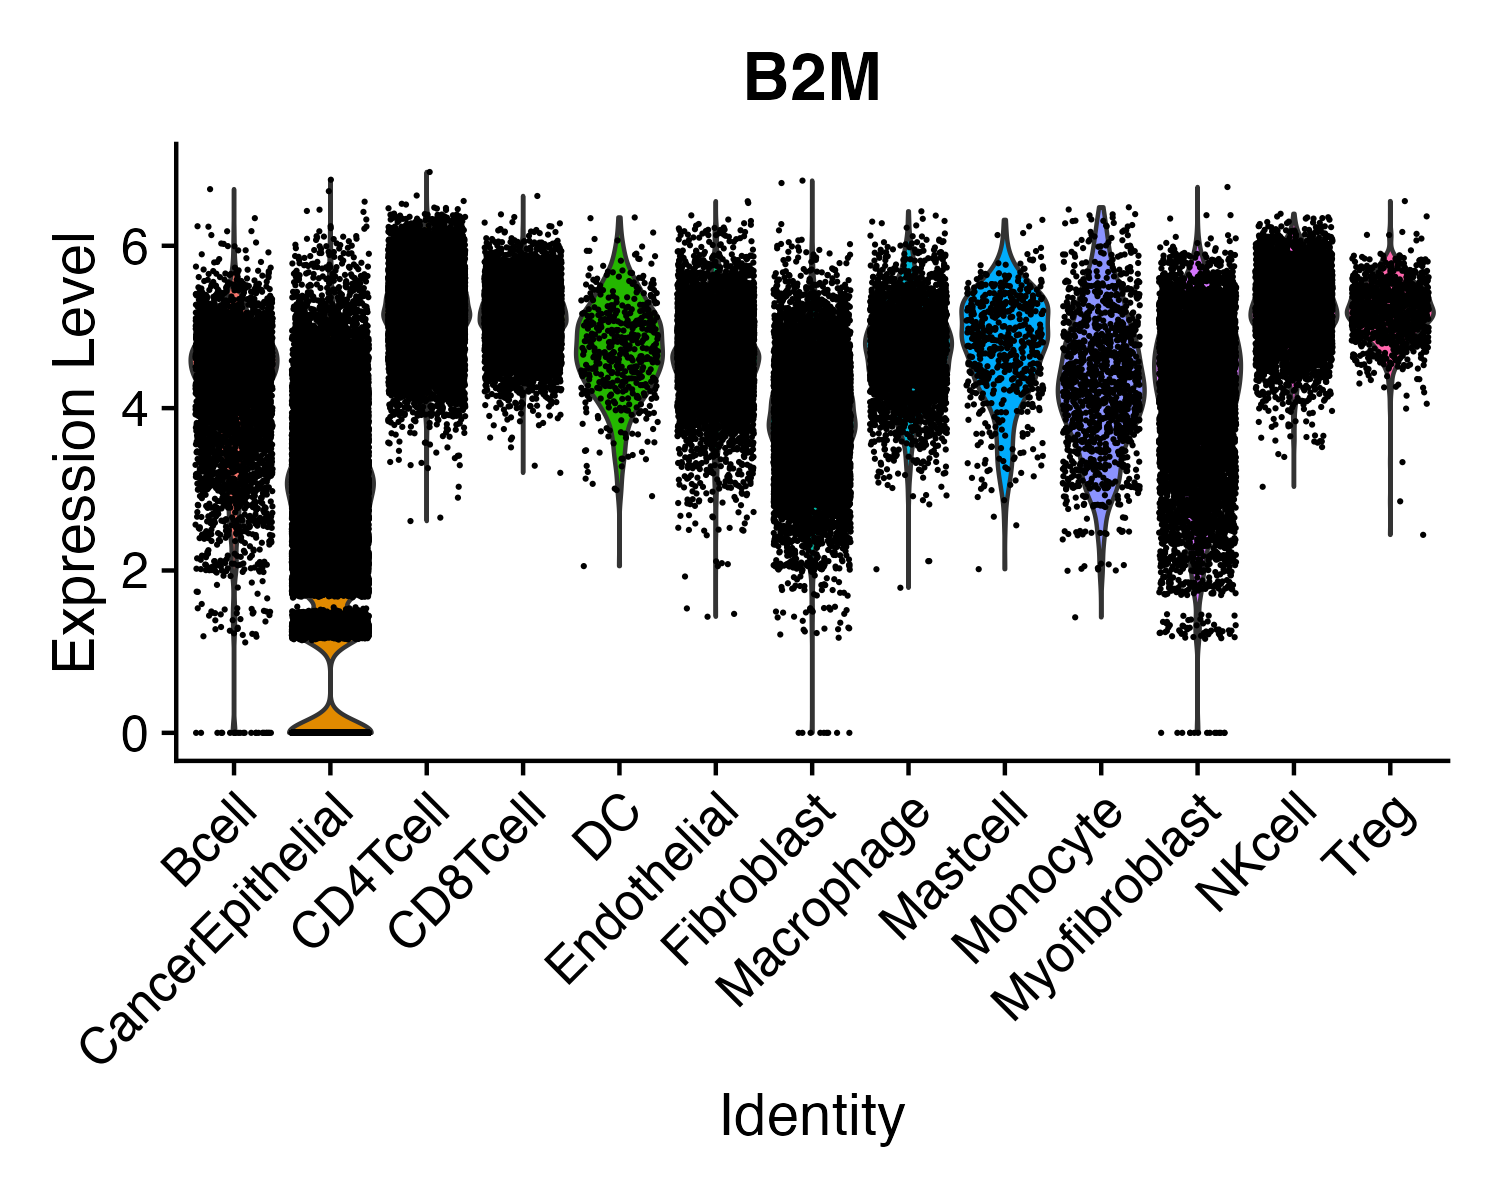 B2M
Expression Level
6
4
2
0
Bcell
CancerEpithelial
CD4Tcell
CD8Tcell
DC
Endothelial
Fibroblast
Macrophage
Mastcell
Monocyte
Myofibroblast
NKcell
Treg
Identity